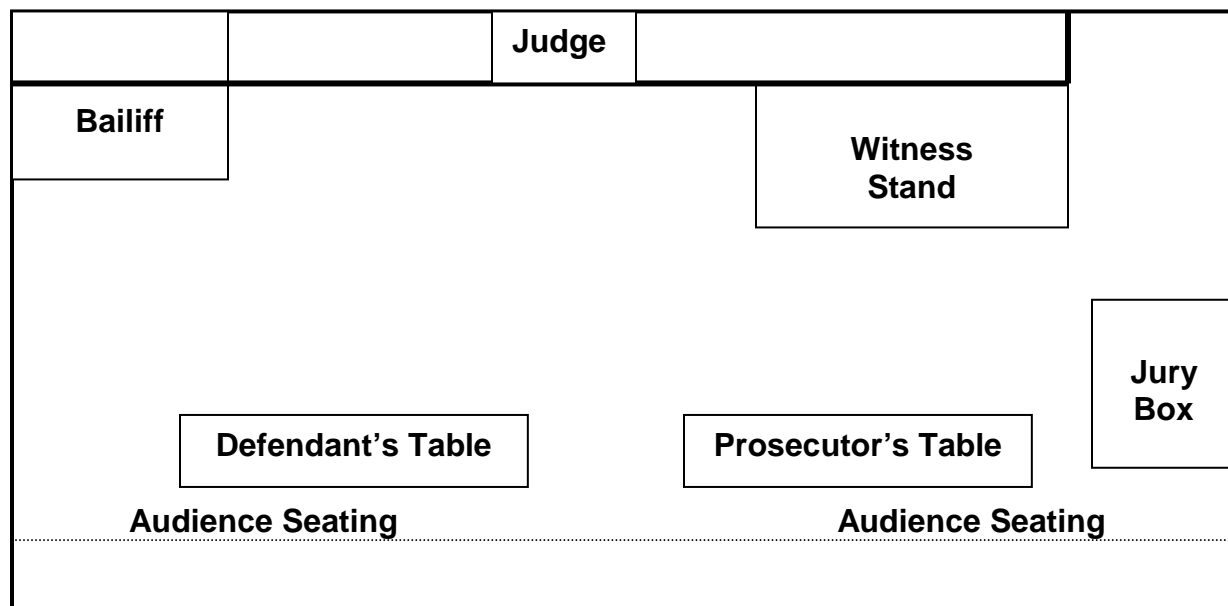 Judge
Bailiff
Witness
Stand
Jury
Box
Defendant’s Table
Prosecutor’s Table
Audience Seating
Audience Seating